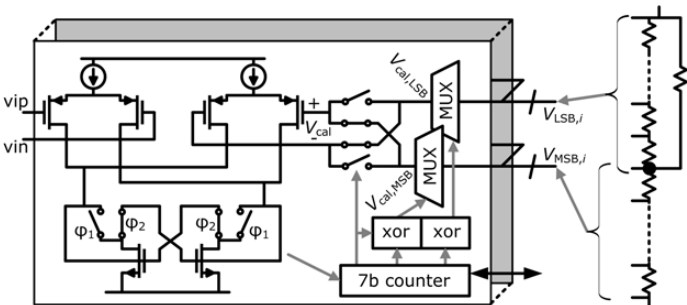 vip
vin
+
V_cal
-
V_cal,LSB
MUX
V_LSB,i
V_cal,MSB
MUX
V_MSB,i
φ1
φ2
φ2
φ1
xor
xor
7b counter